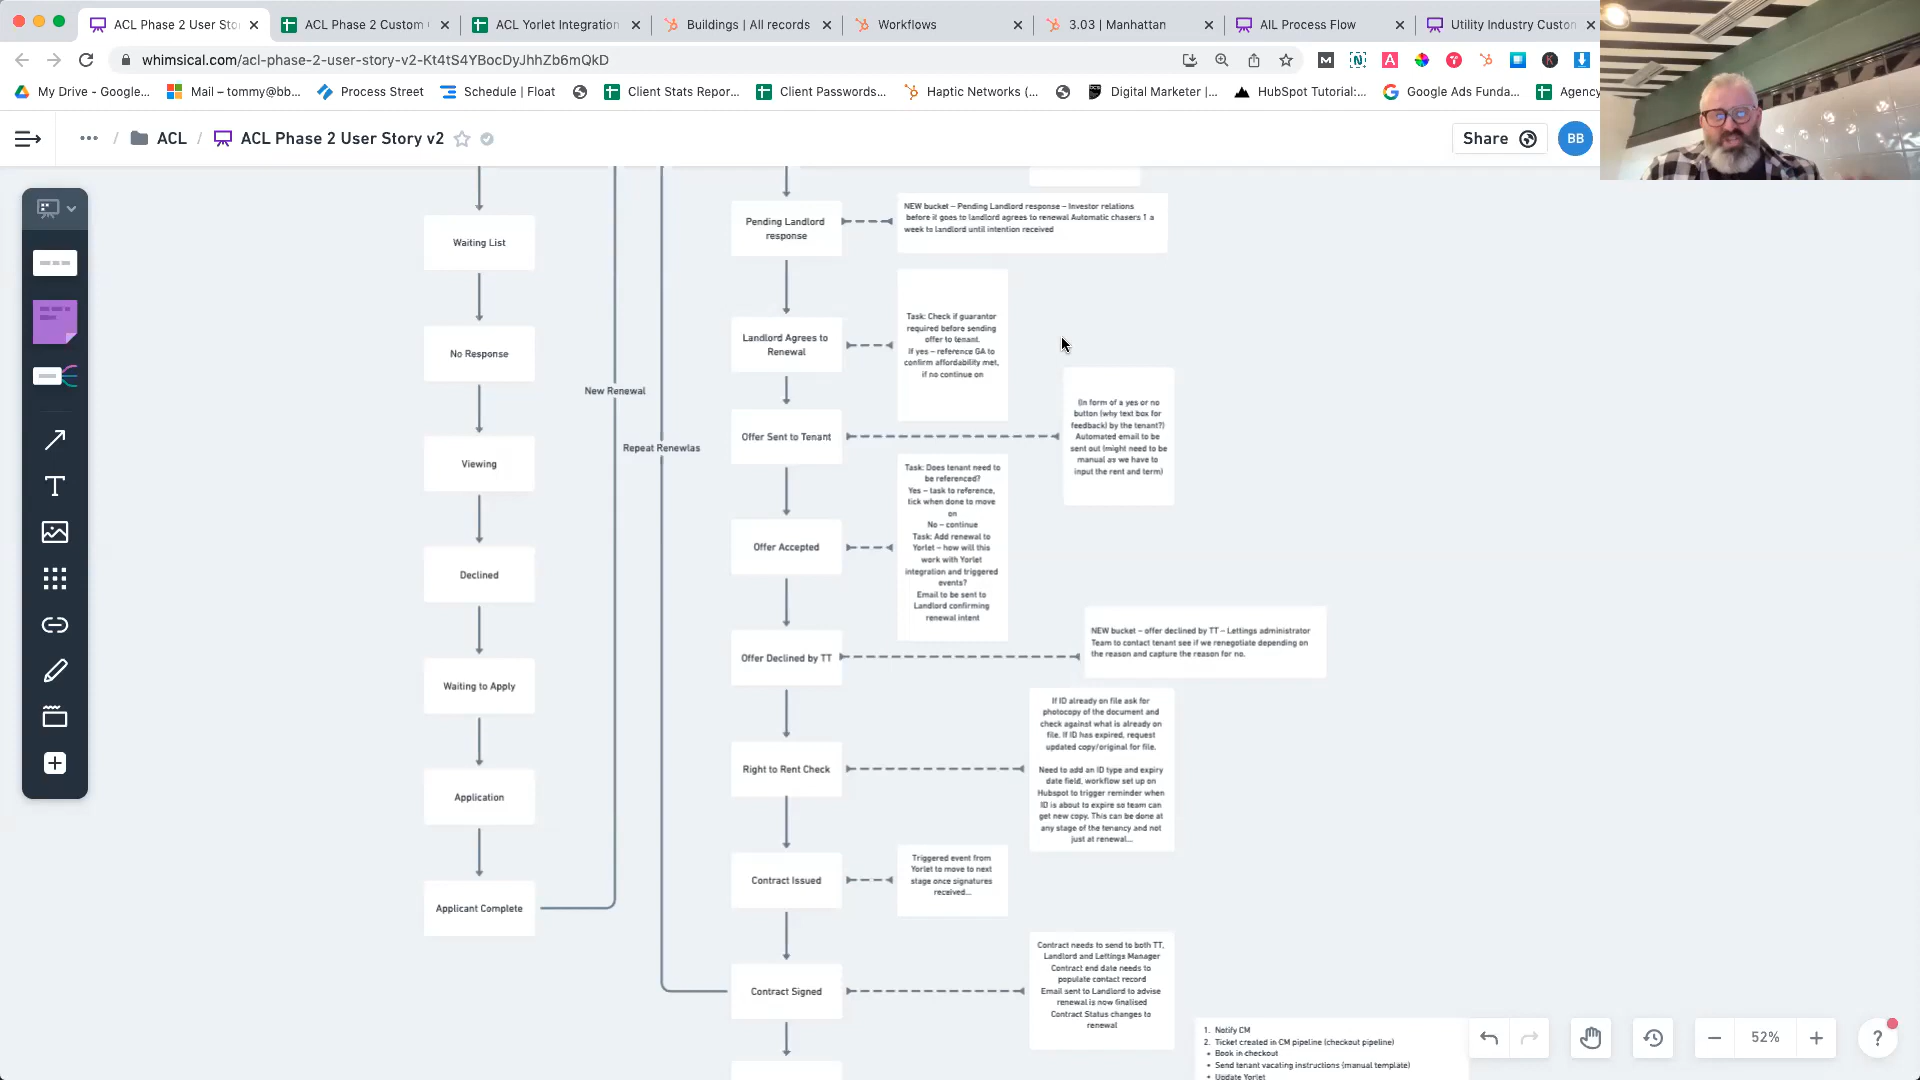 ACL Phase 2 User Sto
ACL Phase 2 Custom
ACL Yorlet Integration
Buildings | All records
Workflows
3.03 | Manhattan
AIL Process Flow
Utility Industry Custon
whimsical.com/acl-phase-2-user-story-v2-Kt4tS4YBocDyJhhZb6mQkD
My Drive - Google...
Mail – tommy@bb...
Process Street
Schedule | Float
Client Stats Repor...
Client Passwords...
Haptic Networks (...
Digital Marketer |...
HubSpot Tutorial:...
Google Ads Funda...
Agency
ACL / ACL Phase 2 User Story v2
Share
BB
Waiting List
No Response
Viewing
Declined
Waiting to Apply
Application
Applicant Complete
New Renewal
Repeat Renewlas
Pending Landlord
response
NEW bucket – Pending Landlord response – Investor relations
before it goes to landlord agrees to renewal Automatic chasers 1 a
week to landlord until intention received
Landlord Agrees to
Renewal
Task: Check if guarantor
required before sending
offer to tenant.
If yes – reference GA to
confirm affordability met,
if no continue on
Offer Sent to Tenant
(In form of a yes or no
button (why text box for
feedback) by the tenant?)
Automated email to be
sent out (might need to be
manual as we have to
input the rent and term)
Offer Accepted
Task: Does tenant need to
be referenced?
Yes – task to reference,
tick when done to move
on
No – continue
Task: Add renewal to
Yorlet – how will this
work with Yorlet
integration and triggered
events?
Email to be sent to
Landlord confirming
renewal intent
Offer Declined by TT
NEW bucket – offer declined by TT – Lettings administrator
Team to contact tenant see if we renegotiate depending on
the reason and capture the reason for no.
Right to Rent Check
If ID already on file ask for
photocopy of the document and
check against what is already on
file. If ID has expired, request
updated copy/original for file.
Need to add an ID type and expiry
date field, workflow set up on
Hubspot to trigger reminder when
ID is about to expire so team can
get new copy. This can be done at
any stage of the tenancy and not
just at renewal...
Contract Issued
Triggered event from
Yorlet to move to next
stage once signatures
received...
Contract Signed
Contract needs to send to both TT,
Landlord and Lettings Manager
Contract end date needs to
populate contact record
Email sent to Landlord to advise
renewal is now finalised
Contract Status changes to
renewal
1. Notify CM
2. Ticket created in CM pipeline (checkout pipeline)
• Book in checkout
• Send tenant vacating instructions (manual template)
• Update Yorlet
52%
?